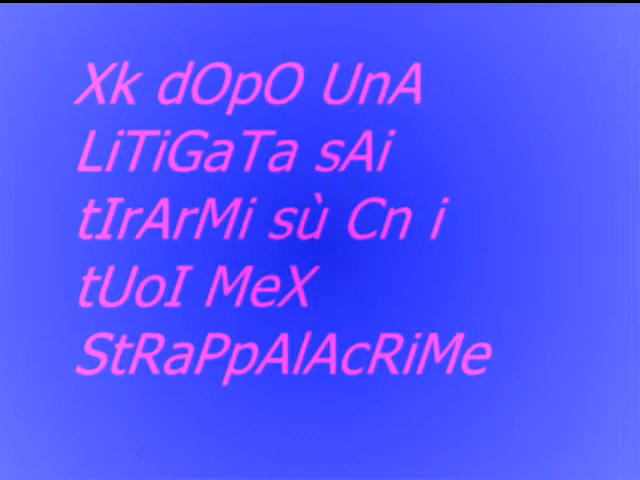 Xk dOpO UnA
LiTiGaTa sAi
tIrArMi sù Cn i
tUoI MeX
StRaPpAlAcRiMe